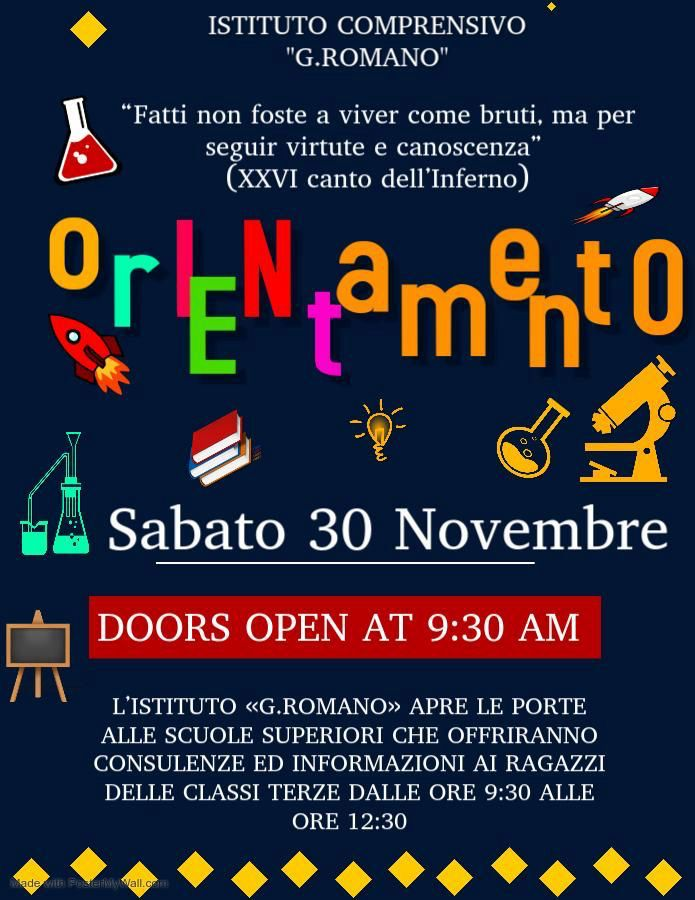 ISTITUTO COMPRENSIVO
"G.ROMANO"
“Fatti non foste a viver come bruti, ma per
seguir virtute e canoscenza”
(XXVI canto dell’Inferno)
orIENtamento
Sabato 30 Novembre
DOORS OPEN AT 9:30 AM
L’ISTITUTO «G.ROMANO» APRE LE PORTE
ALLE SCUOLE SUPERIORI CHE OFFRIRANNO
CONSULENZE ED INFORMAZIONI AI RAGAZZI
DELLE CLASSI TERZE DALLE ORE 9:30 ALLE
ORE 12:30
Made with PosterMyWall.com